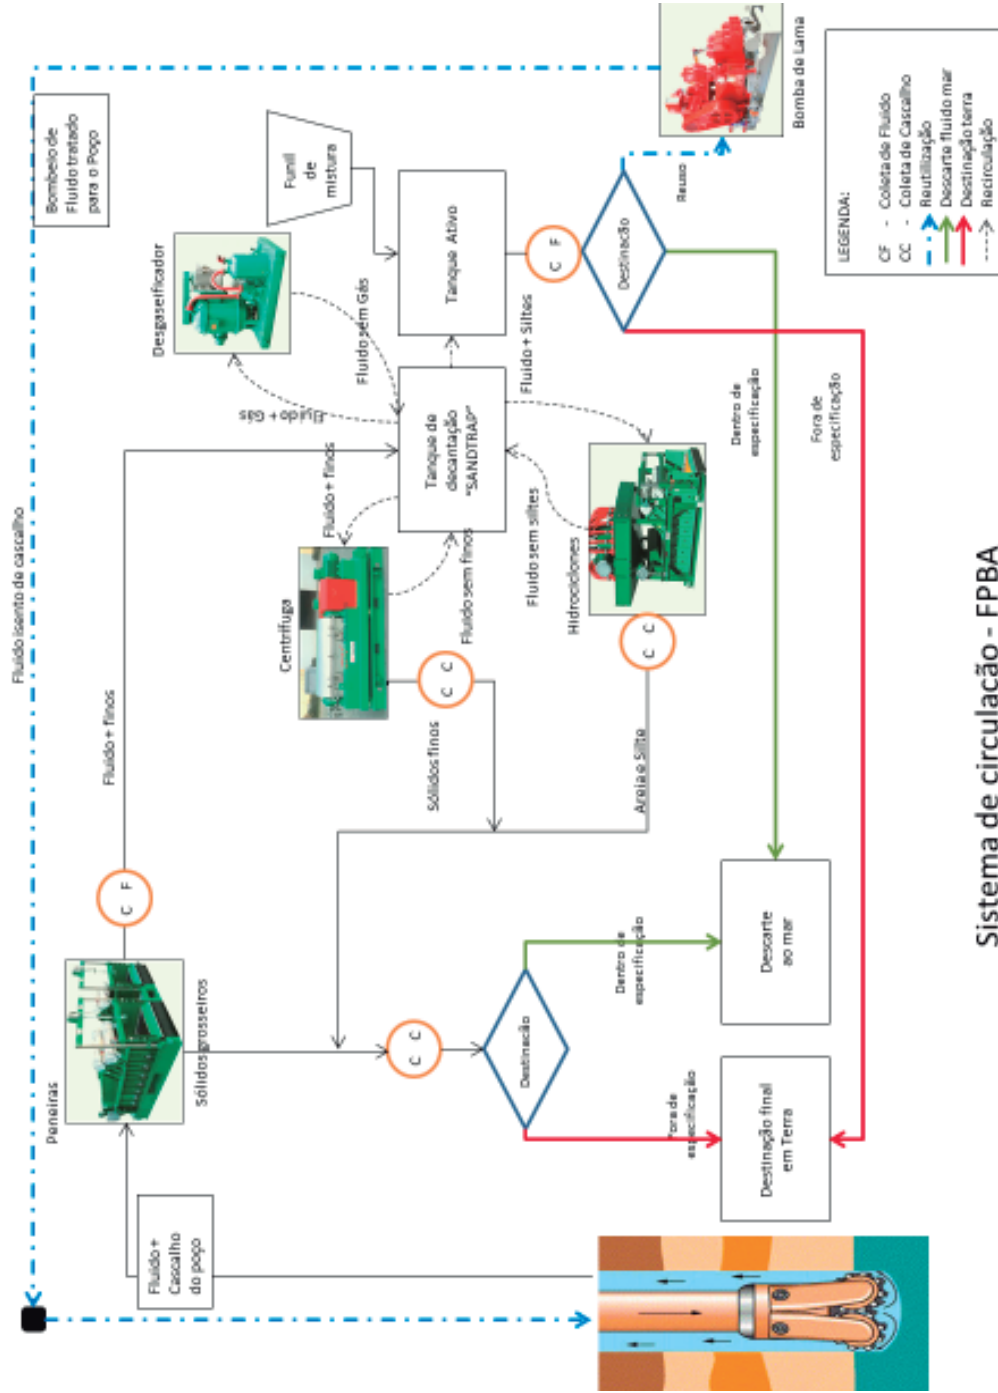 Fluido isento de cascalho
Bombeio de
Fluido tratado
para o Poço
Fluido +
Cascalho
do poço
Peneiras
C F
Fluido + finos
Sólidos grosseiros
Desgaseificador
Fluido + Gás
Fluido sem Gás
Funil
de
mistura
Centrífuga
Fluido + finos
Fluido sem finos
Tanque de
decantação
"SANDTRAP"
Tanque Ativo
C C
Sólidos finos
Fluido + Siltes
Fluido sem siltes
Hidrociclones
C C
Areia e Silte
C F
Destinação
Reuso
Bomba de Lama
C C
Destinação
Dentro de
especificação
Fora de
especificação
Dentro de
especificação
Fora de
especificação
Destinação final
em Terra
Descarte
ao mar
LEGENDA:
CF - Coleta de Fluido
CC - Coleta de Cascalho
Reutilização
Descarte fluido mar
Destinação terra
Recirculação
Sistema de circulação - FPBA